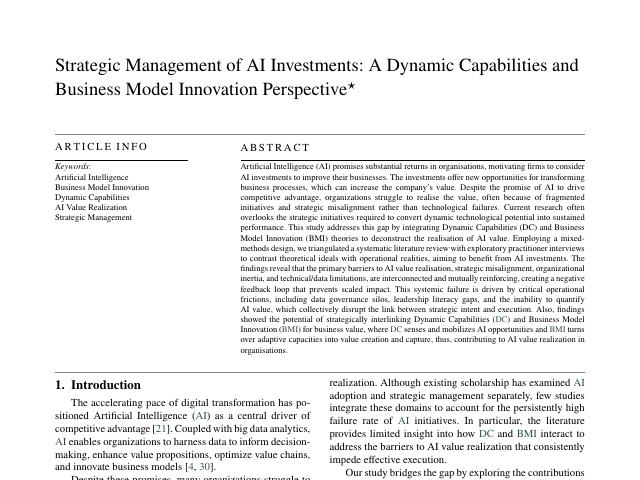 Strategic Management of AI Investments: A Dynamic Capabilities and
Business Model Innovation Perspective⋆
ARTICLE INFO
Keywords:
Artificial Intelligence
Business Model Innovation
Dynamic Capabilities
AI Value Realization
Strategic Management
ABSTRACT
Artificial Intelligence (AI) promises substantial returns in organisations, motivating firms to consider
AI investments to improve their businesses. The investments offer new opportunities for transforming
business processes, which can increase the company's value. Despite the promise of AI to drive
competitive advantage, organizations struggle to realise the value, often because of fragmented
initiatives and strategic misalignment rather than technological failures. Current research often
overlooks the strategic initiatives required to convert dynamic technological potential into sustained
performance. This study addresses this gap by integrating Dynamic Capabilities (DC) and Business
Model Innovation (BMI) theories to deconstruct the realisation of AI value. Employing a mixed-
methods design, we triangulated a systematic literature review with exploratory practitioner interviews
to contrast theoretical ideals with operational realities, aiming to benefit from AI investments. The
findings reveal that the primary barriers to AI value realisation, strategic misalignment, organizational
inertia, and technical/data limitations, are interconnected and mutually reinforcing, creating a negative
feedback loop that prevents scaled impact. This systemic failure is driven by critical operational
frictions, including data governance silos, leadership literacy gaps, and the inability to quantify
AI value, which collectively disrupt the link between strategic intent and execution. Also, findings
showed the potential of strategically interlinking Dynamic Capabilities (DC) and Business Model
Innovation (BMI) for business value, where DC senses and mobilizes AI opportunities and BMI turns
over adaptive capacities into value creation and capture, thus, contributing to AI value realization in
organisations.
1. Introduction
The accelerating pace of digital transformation has po-
sitioned Artificial Intelligence (AI) as a central driver of
competitive advantage [21]. Coupled with big data analytics,
AI enables organizations to harness data to inform decision-
making, enhance value propositions, optimize value chains,
and innovate business models [4, 30].
Despite these promises, many organizations struggle to
realization. Although existing scholarship has examined AI
adoption and strategic management separately, few studies
integrate these domains to account for the persistently high
failure rate of AI initiatives. In particular, the literature
provides limited insight into how DC and BMI interact to
address the barriers to AI value realization that consistently
impede effective execution.
Our study bridges the gap by exploring the contributions